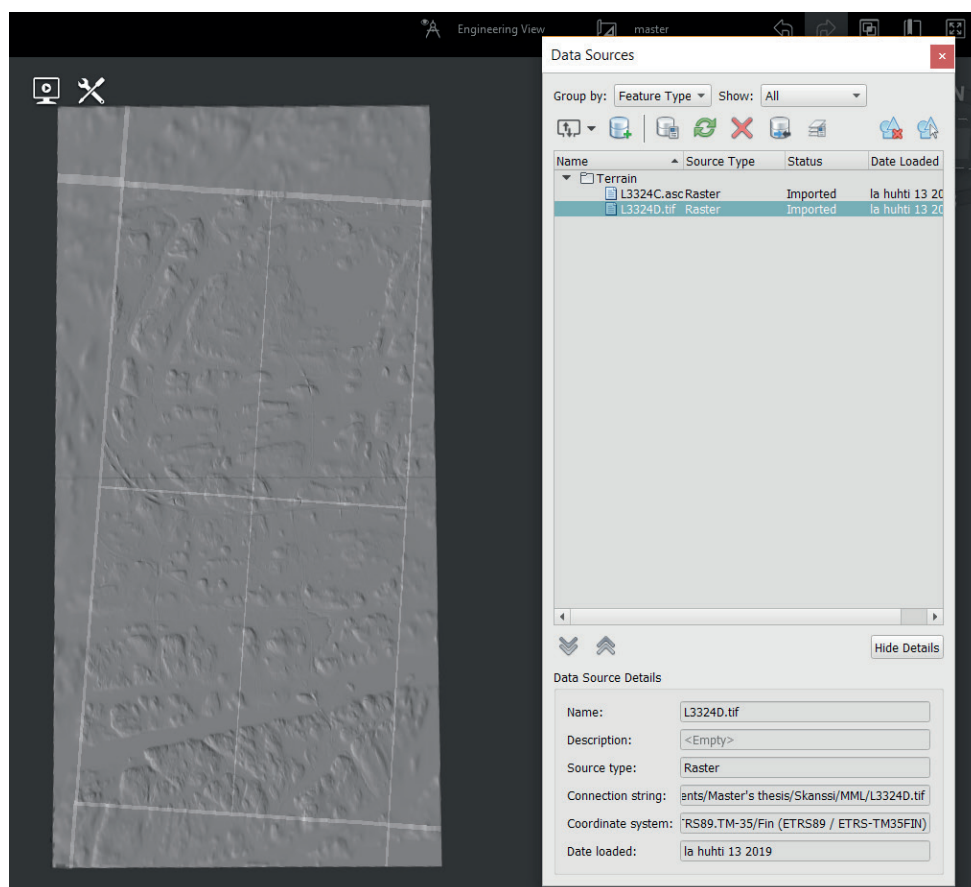 Engineering View master
Data Sources
Group by: Feature Type Show: All
Name Source Type Status Date Loaded
Terrain
L3324C.asc Raster Imported la huhti 13 20
L3324D.tif Raster Imported la huhti 13 20
Hide Details
Data Source Details
Name: L3324D.tif
Description: <Empty>
Source type: Raster
Connection string: ents/Master's thesis/Skanssi/MML/L3324D.tif
Coordinate system: TRS89.TM-35/Fin (ETRS89 / ETRS-TM35FIN)
Date loaded: la huhti 13 2019